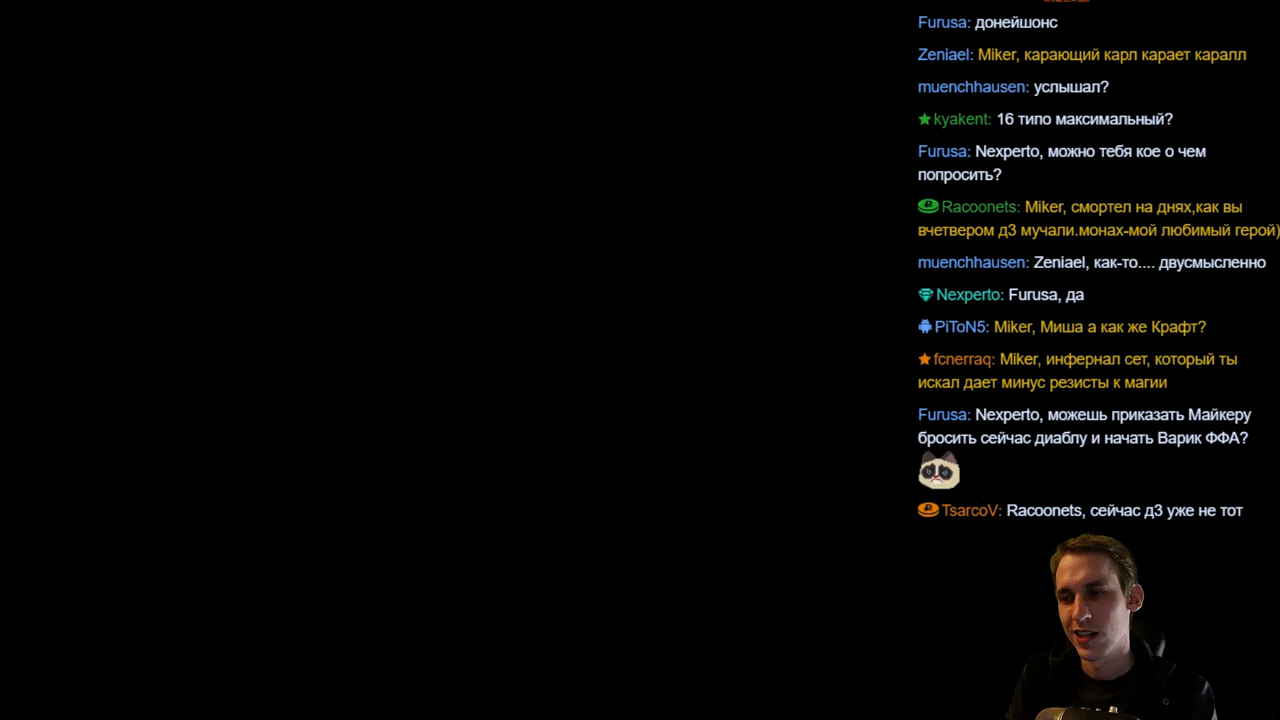 Furusa: донейшонс
Zeniael: Miker, карающий карл карает каралл
muenchhausen: услышал?
kyakent: 16 типо максимальный?
Furusa: Nexperto, можно тебя кое о чем
попросить?
Racoonets: Miker, смортел на днях,как вы
вчетвером д3 мучали.монах-мой любимый герой)
muenchhausen: Zeniael, как-то.... двусмысленно
Nexperto: Furusa, да
PiToN5: Miker, Миша а как же Крафт?
fcnerraq: Miker, инфернал сет, который ты
искал дает минус резисты к магии
Furusa: Nexperto, можешь приказать Майкеру
бросить сейчас диаблу и начать Варик ФФА?
TsarcoV: Racoonets, сейчас д3 уже не тот